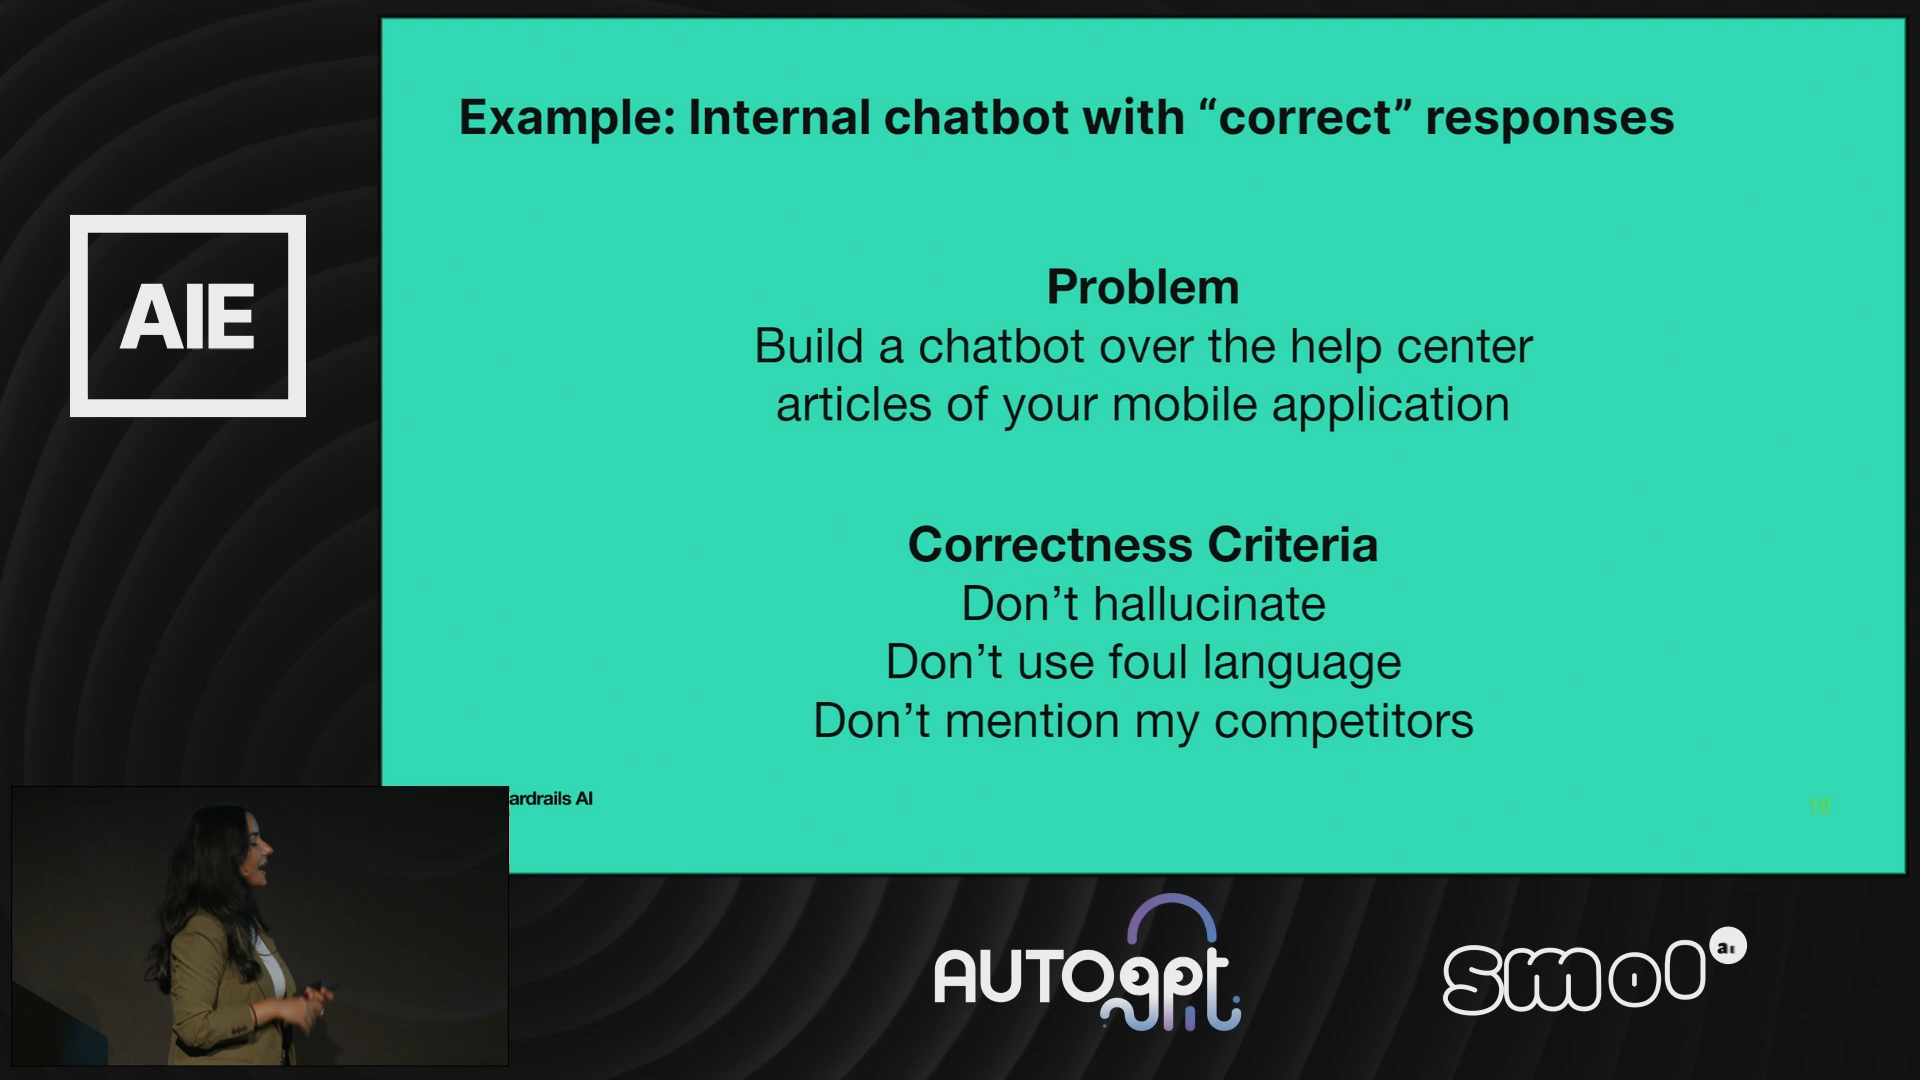 Example: Internal chatbot with “correct” responses
AIE
Problem
Build a chatbot over the help center
articles of your mobile application
Correctness Criteria
Don’t hallucinate
Don’t use foul language
Don’t mention my competitors
ardrails AI
AUTOgpt
smol